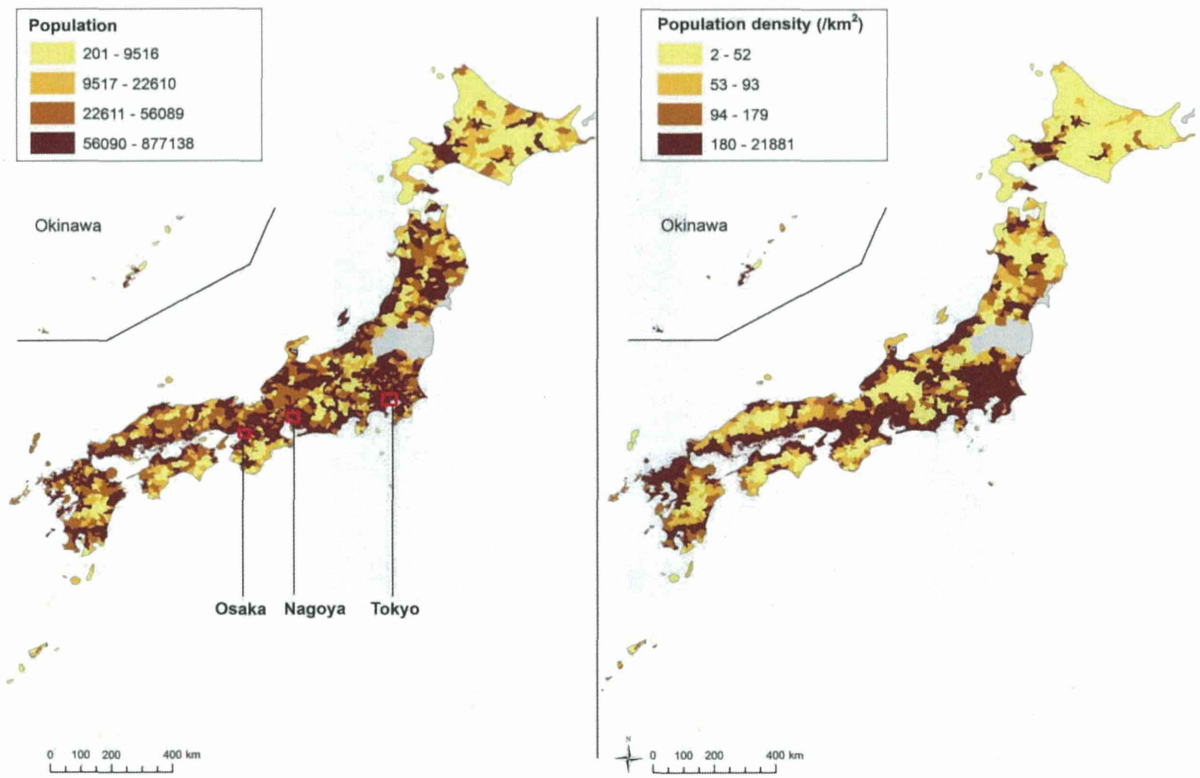 Population
201 - 9516
9517 - 22610
22611 - 56089
56090 - 877138
Okinawa
Osaka
Nagoya
Tokyo
0 100 200 400 km
Population density (/km²)
2 - 52
53 - 93
94 - 179
180 - 21881
Okinawa
N
0 100 200 400 km